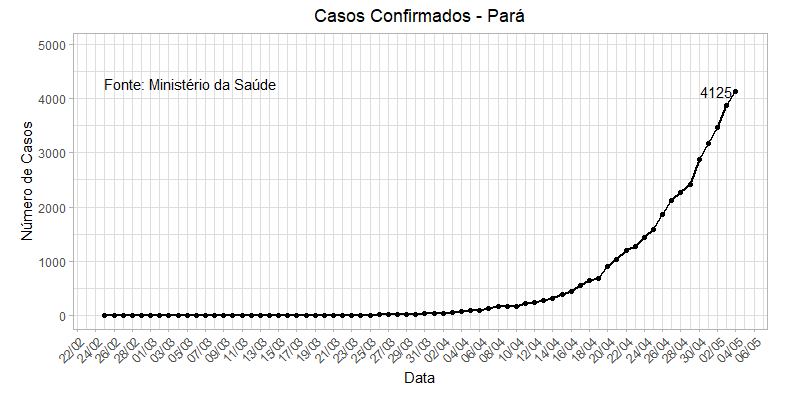 Casos Confirmados - Pará
5000
4000
3000
2000
1000
0
Número de Casos
Fonte: Ministério da Saúde
4125
22/02 24/02 26/02 28/02 01/03 03/03 05/03 07/03 09/03 11/03 13/03 15/03 17/03 19/03 21/03 23/03 25/03 27/03 29/03 31/03 02/04 04/04 06/04 08/04 10/04 12/04 14/04 16/04 18/04 20/04 22/04 24/04 26/04 28/04 30/04 02/05 04/05 06/05
Data